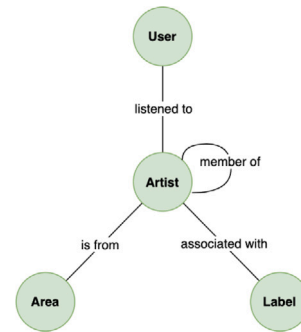 User
listened to
member of
Artist
is from
associated with
Area
Label